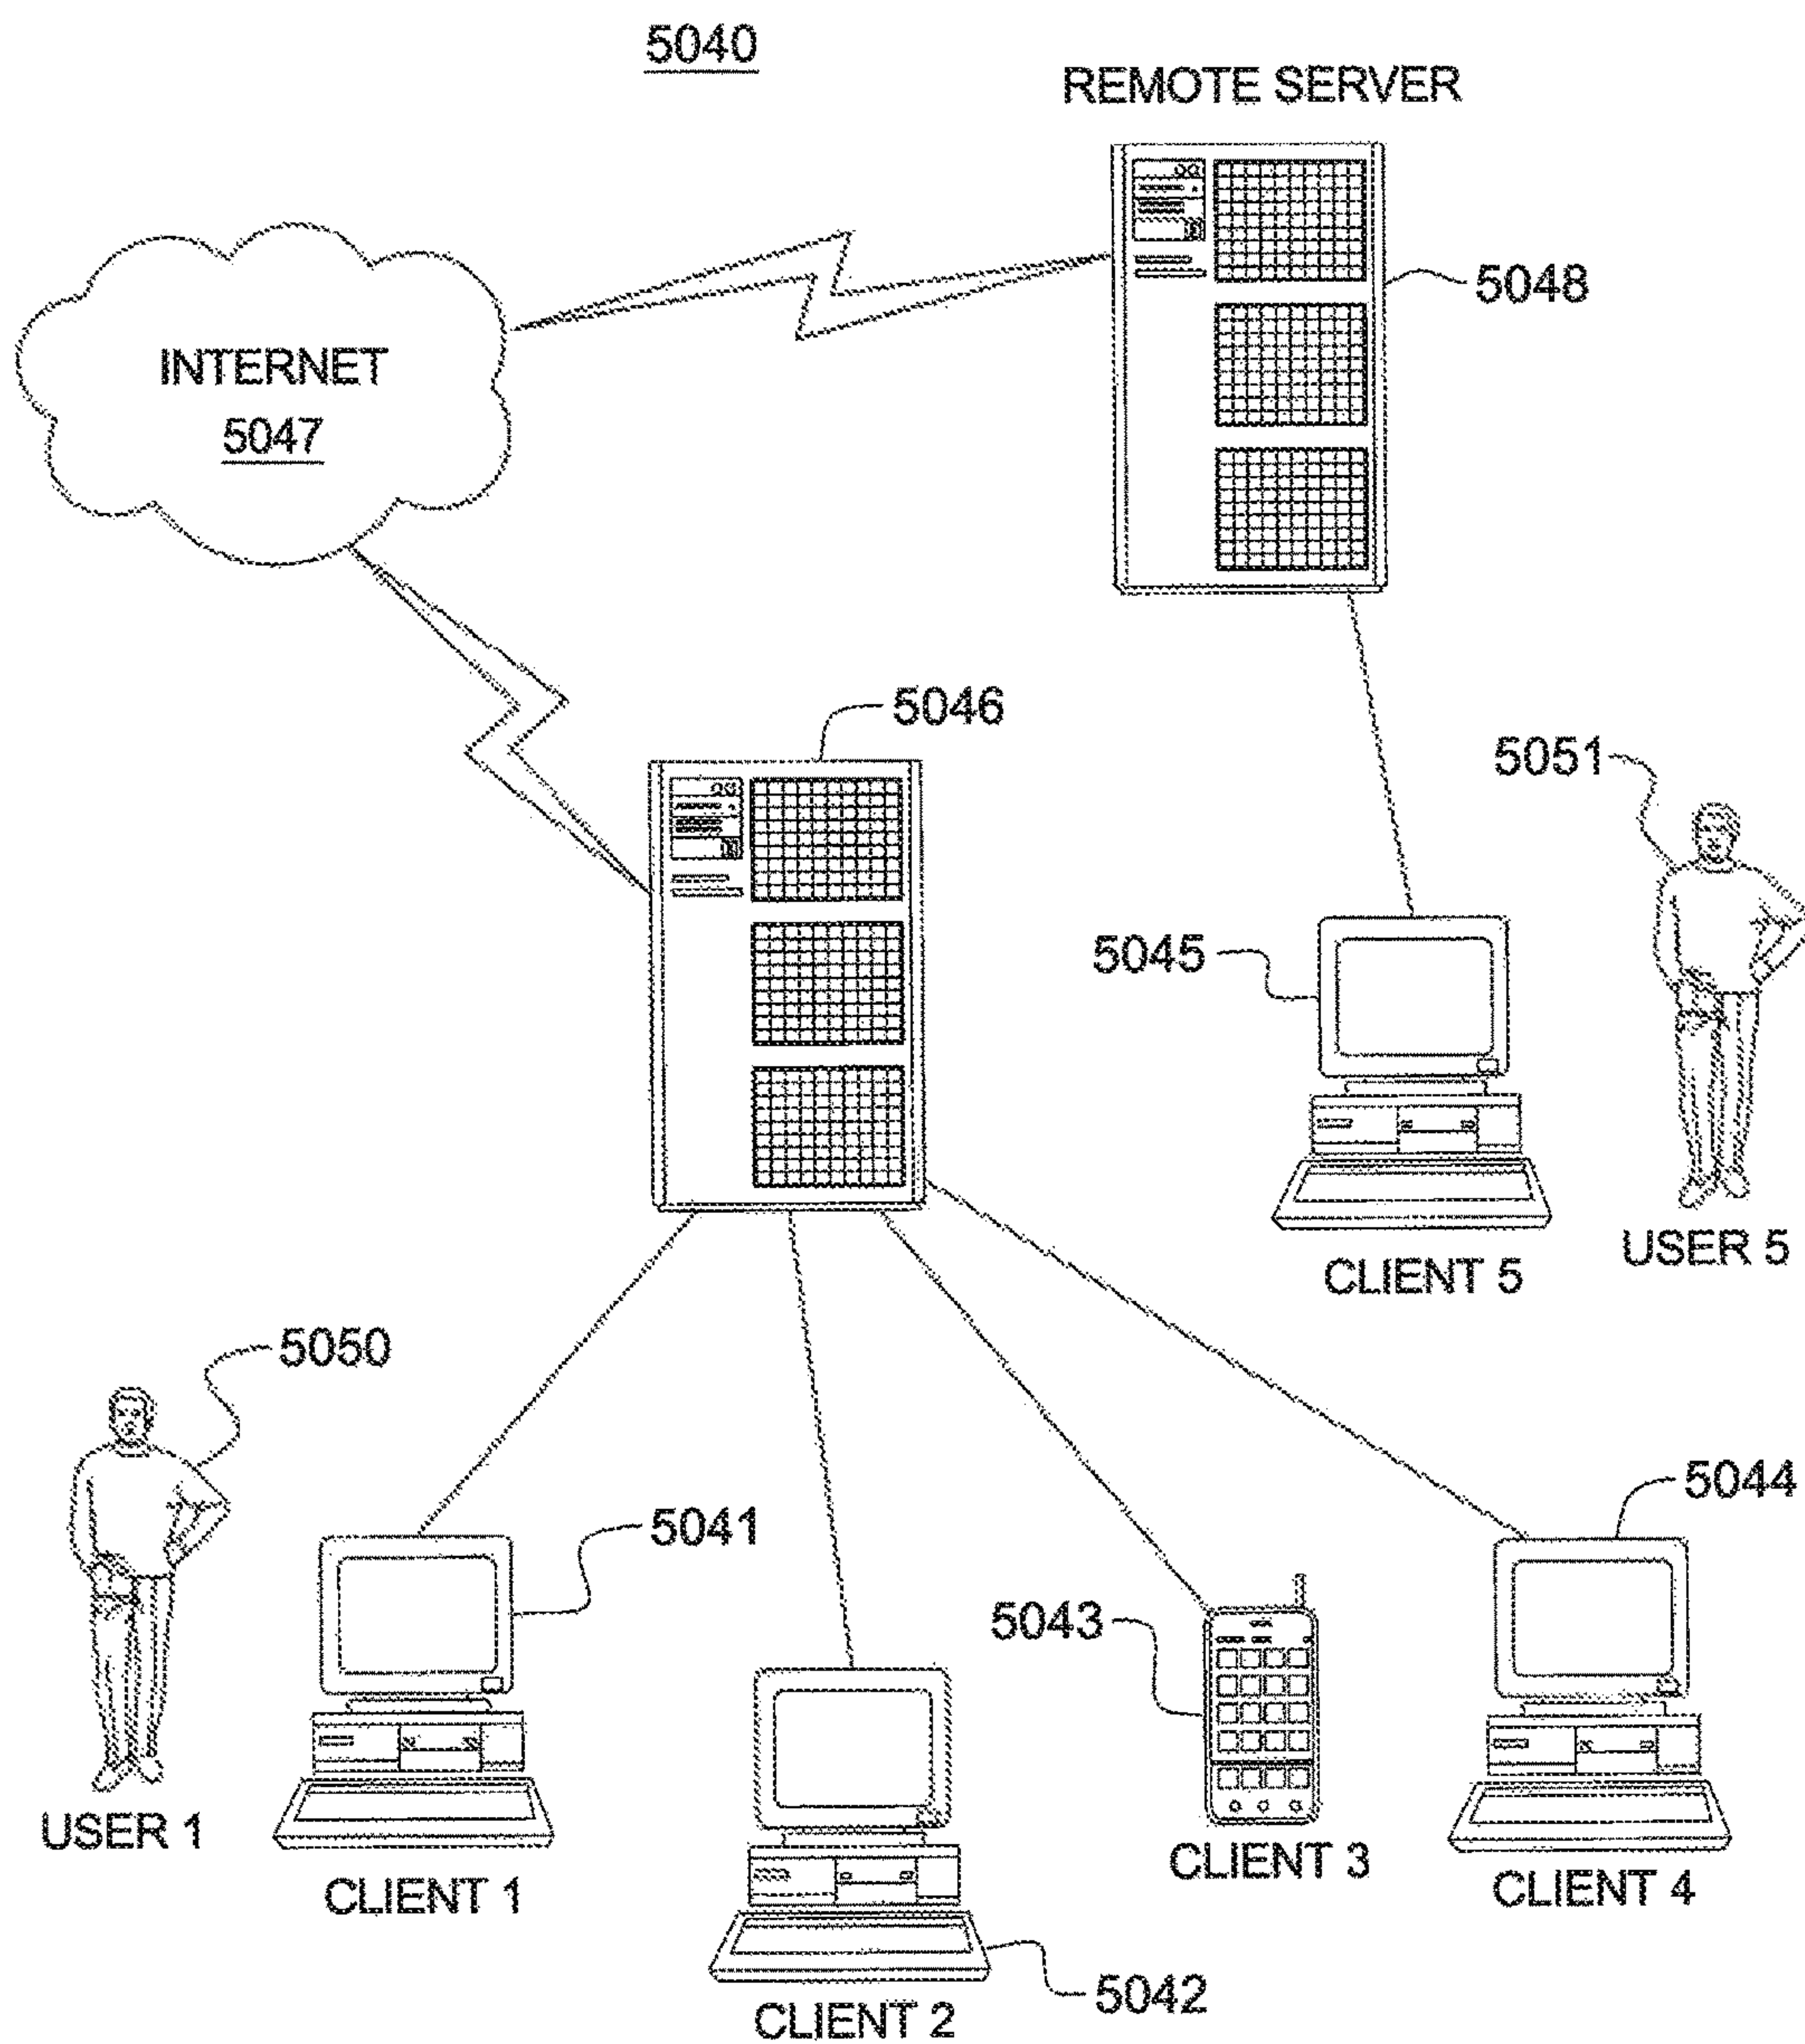 5040
REMOTE SERVER
5048
INTERNET
5047
5046
5051
5045
USER 5
CLIENT 5
5050
5044
5041
5043
USER 1
CLIENT 3
CLIENT 1
CLIENT 4
5042
CLIENT 2